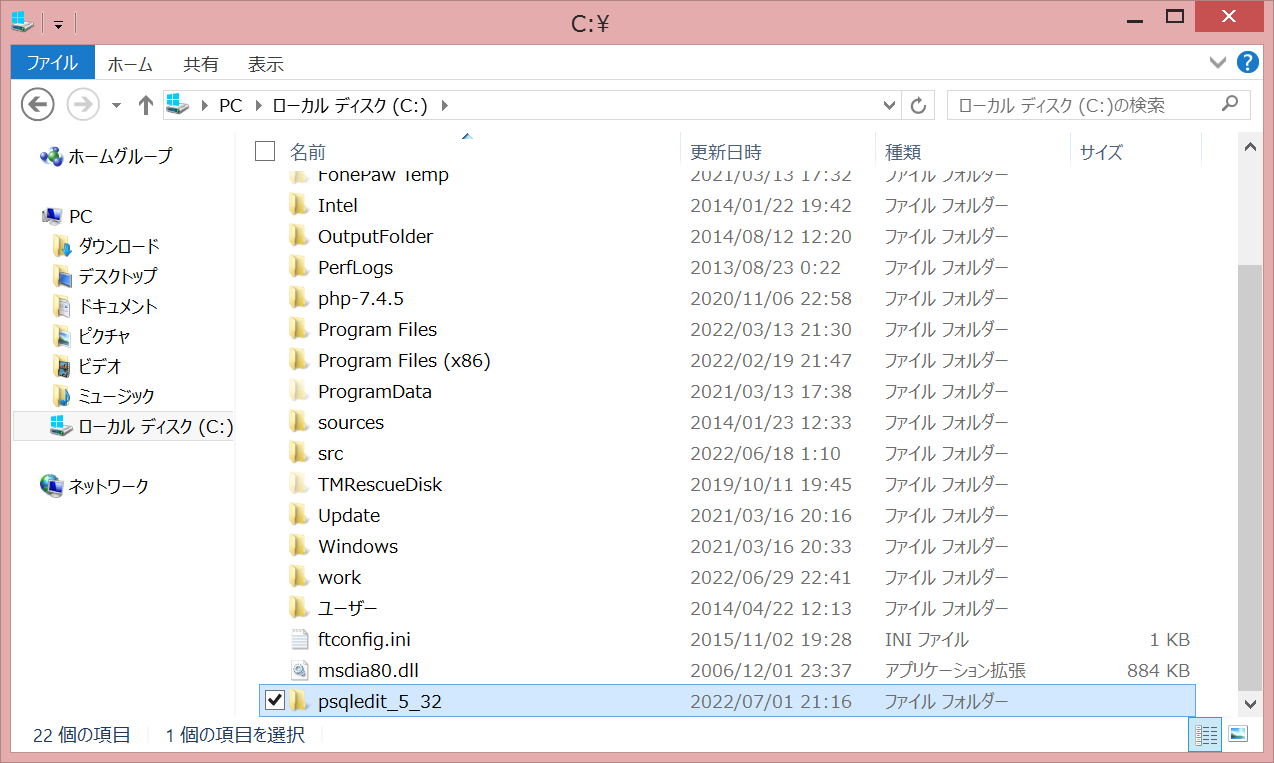 C:¥
ファイル ホーム 共有 表示
PC ローカル ディスク (C:) ローカル ディスク (C:)の検索
ホームグループ
PC
ダウンロード
デスクトップ
ドキュメント
ピクチャ
ビデオ
ミュージック
ローカル ディスク (C:)
ネットワーク
名前 更新日時 種類 サイズ
FonePaw Temp 2021/03/13 17:32 ファイル フォルダー
Intel 2014/01/22 19:42 ファイル フォルダー
OutputFolder 2014/08/12 12:20 ファイル フォルダー
PerfLogs 2013/08/23 0:22 ファイル フォルダー
php-7.4.5 2020/11/06 22:58 ファイル フォルダー
Program Files 2022/03/13 21:30 ファイル フォルダー
Program Files (x86) 2022/02/19 21:47 ファイル フォルダー
ProgramData 2021/03/13 17:38 ファイル フォルダー
sources 2014/01/23 12:33 ファイル フォルダー
src 2022/06/18 1:10 ファイル フォルダー
TMRescueDisk 2019/10/11 19:45 ファイル フォルダー
Update 2021/03/16 20:16 ファイル フォルダー
Windows 2021/03/16 20:33 ファイル フォルダー
work 2022/06/29 22:41 ファイル フォルダー
ユーザー 2014/04/22 12:13 ファイル フォルダー
ftconfig.ini 2015/11/02 19:28 INI ファイル 1 KB
msdia80.dll 2006/12/01 23:37 アプリケーション拡張 884 KB
psqledit_5_32 2022/07/01 21:16 ファイル フォルダー
22 個の項目 1 個の項目を選択